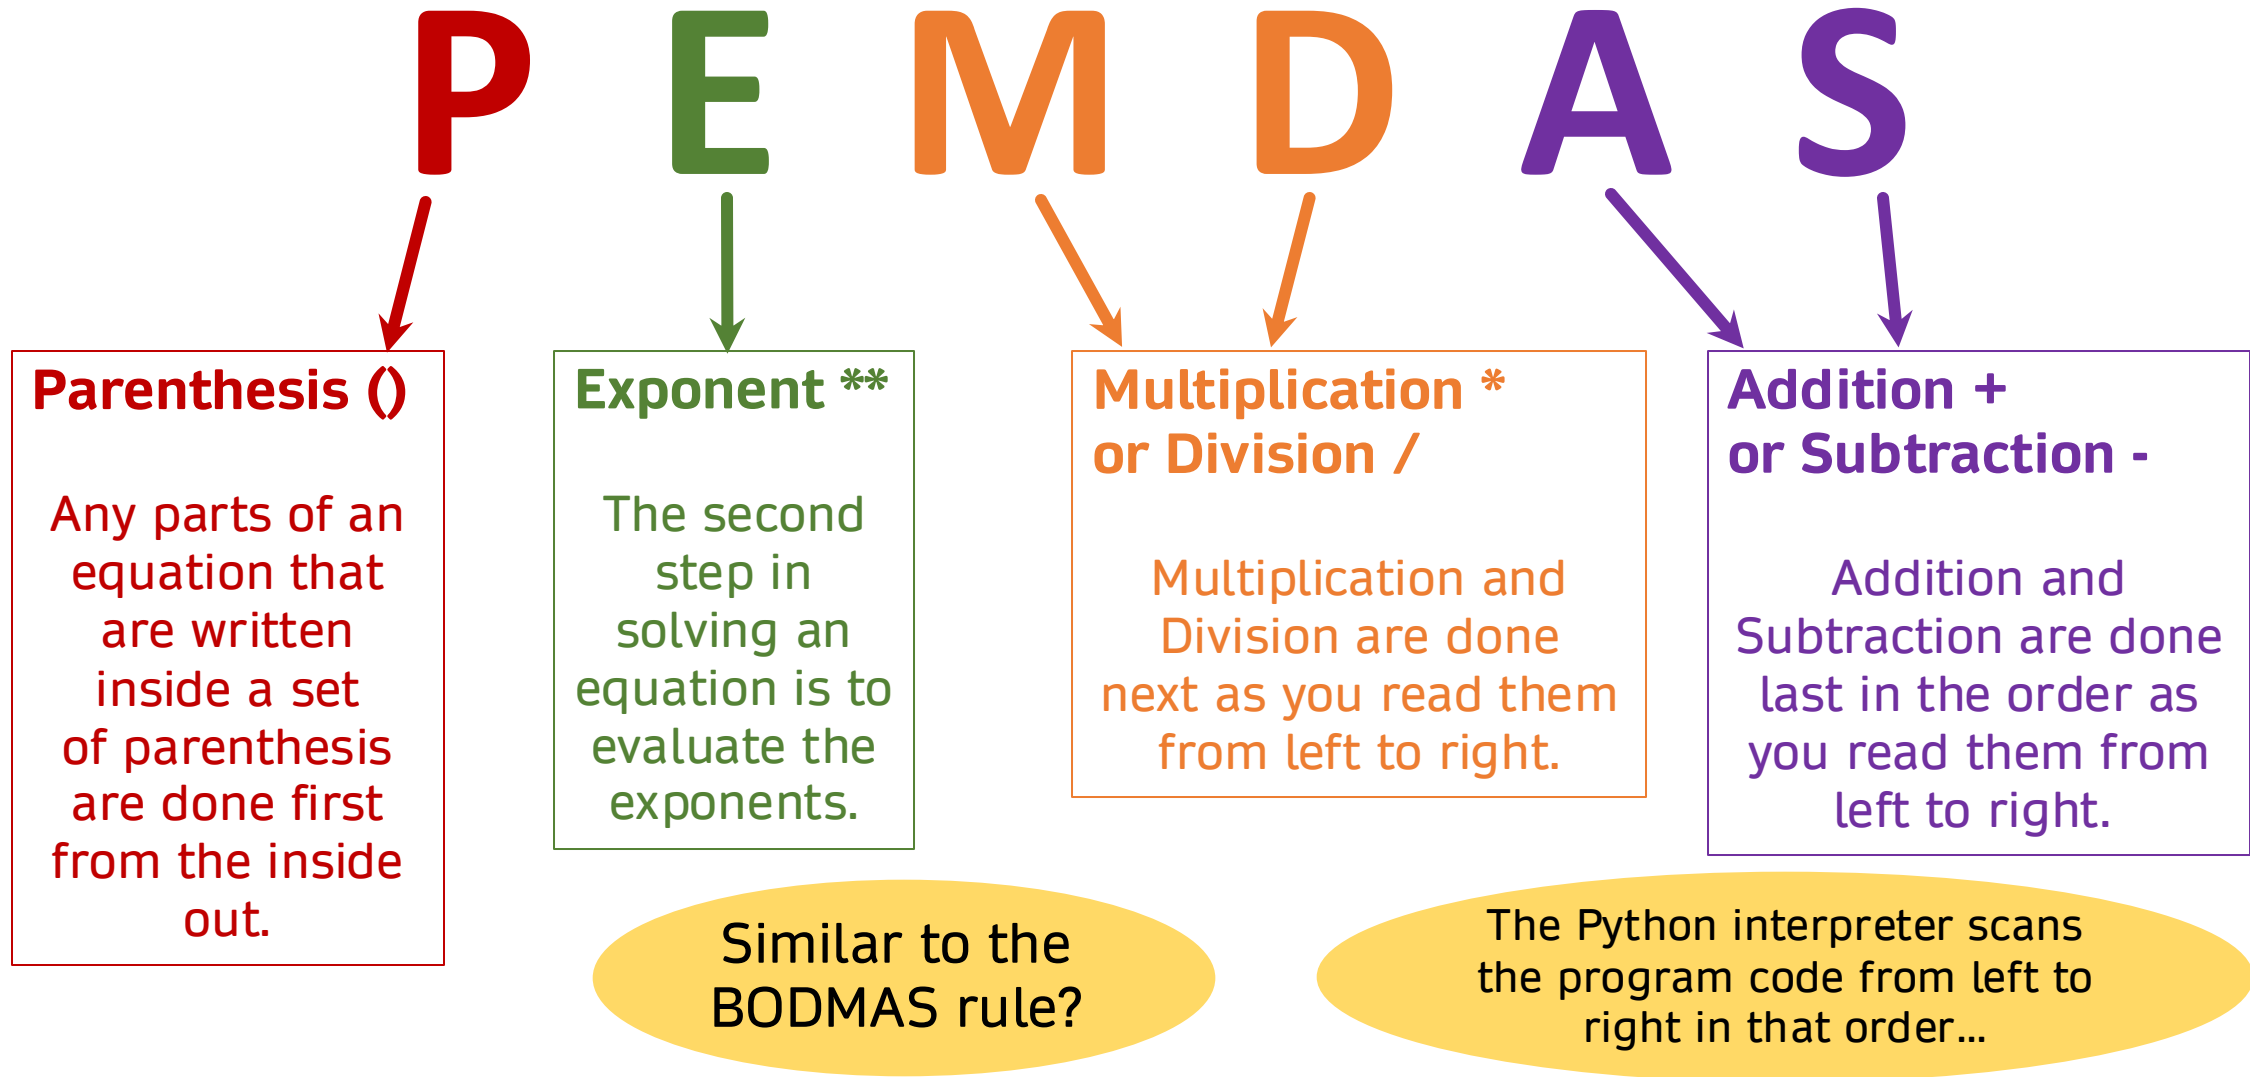 P E M D A S
Parenthesis ()
Any parts of an
equation that
are written
inside a set
of parenthesis
are done first
from the inside
out.
Exponent **
The second
step in
solving an
equation is to
evaluate the
exponents.
Multiplication *
or Division /
Multiplication and
Division are done
next as you read them
from left to right.
Addition +
or Subtraction -
Addition and
Subtraction are done
last in the order as
you read them from
left to right.
Similar to the
BODMAS rule?
The Python interpreter scans
the program code from left to
right in that order...